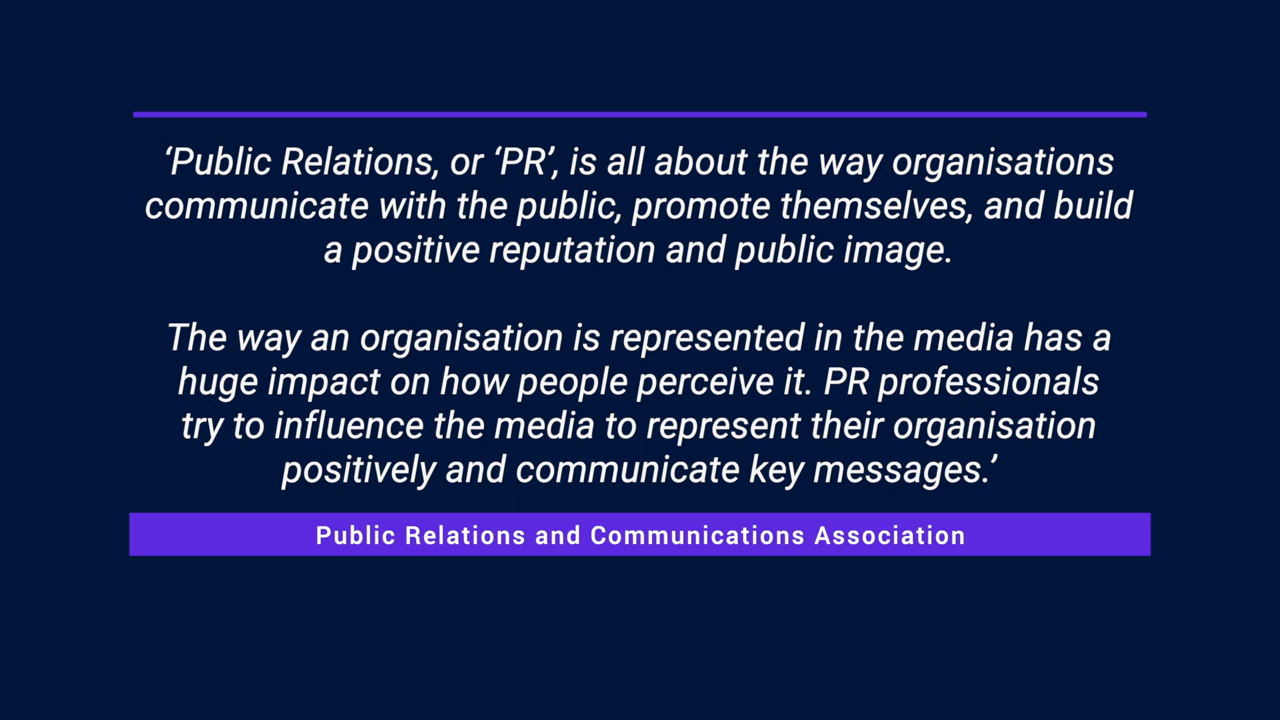 ‘Public Relations, or ‘PR’, is all about the way organisations
communicate with the public, promote themselves, and build
a positive reputation and public image.
The way an organisation is represented in the media has a
huge impact on how people perceive it. PR professionals
try to influence the media to represent their organisation
positively and communicate key messages.’
Public Relations and Communications Association